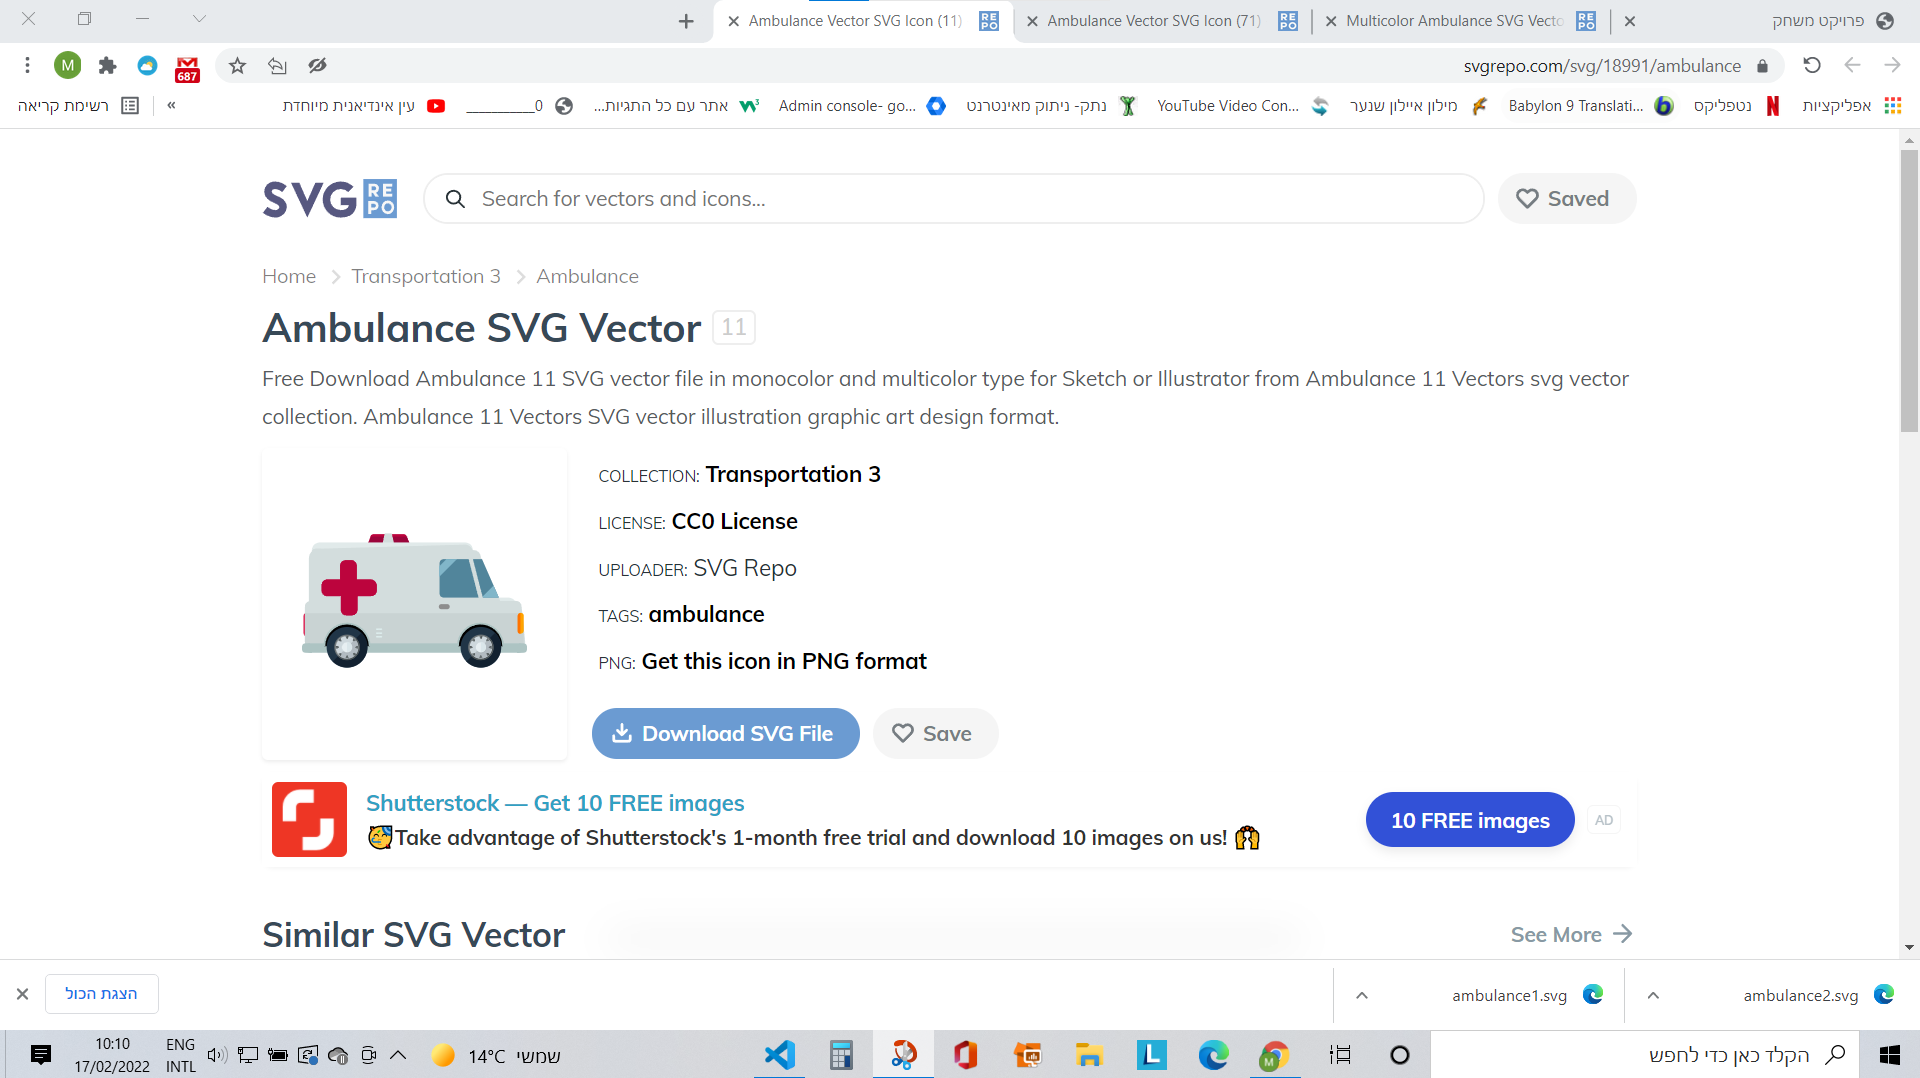 Ambulance Vector SVG Icon (11)
Ambulance Vector SVG Icon (71)
Multicolor Ambulance SVG Vecto
פרויקט משחק
M
687
svgrepo.com/svg/18991/ambulance
רשימת קריאה
»
עין אינדיאנית מיוחדת
__________0
אתר עם כל התגיות...
Admin console- go...
נתק- ניתוק מאינטרנט
YouTube Video Con...
מילון איילון שנער
Babylon 9 Translati...
נטפליקס
אפליקציות
SVG REPO
Search for vectors and icons...
Saved
Home > Transportation 3 > Ambulance
Ambulance SVG Vector 11
Free Download Ambulance 11 SVG vector file in monocolor and multicolor type for Sketch or Illustrator from Ambulance 11 Vectors svg vector
collection. Ambulance 11 Vectors SVG vector illustration graphic art design format.
COLLECTION: Transportation 3
LICENSE: CC0 License
UPLOADER: SVG Repo
TAGS: ambulance
PNG: Get this icon in PNG format
Download SVG File
Save
Shutterstock — Get 10 FREE images
🥳Take advantage of Shutterstock's 1-month free trial and download 10 images on us! 🙌
10 FREE images
AD
Similar SVG Vector
See More
הצגת הכול
ambulance1.svg
ambulance2.svg
10:10
17/02/2022
ENG
INTL
14°C שמשי
L
M
הקלד כאן כדי לחפש